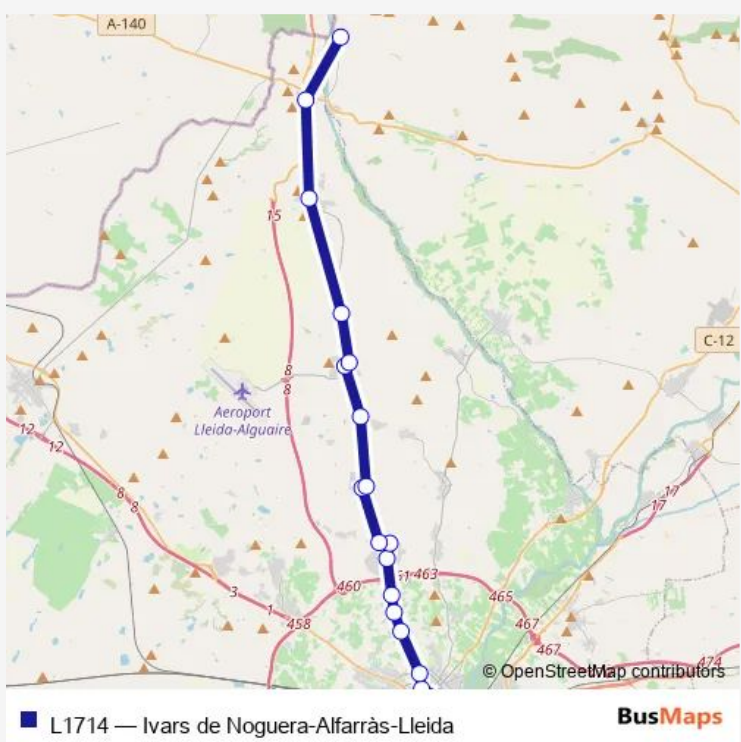 A-140
15
C-12
8
8
Aeroport
Lleida-Alguaire
12
12
8
8
17
17
463
460
465
3
1
458
467
467
474
© OpenStreetMap contributors
L1714 — Ivars de Noguera-Alfarràs-Lleida
BusMaps